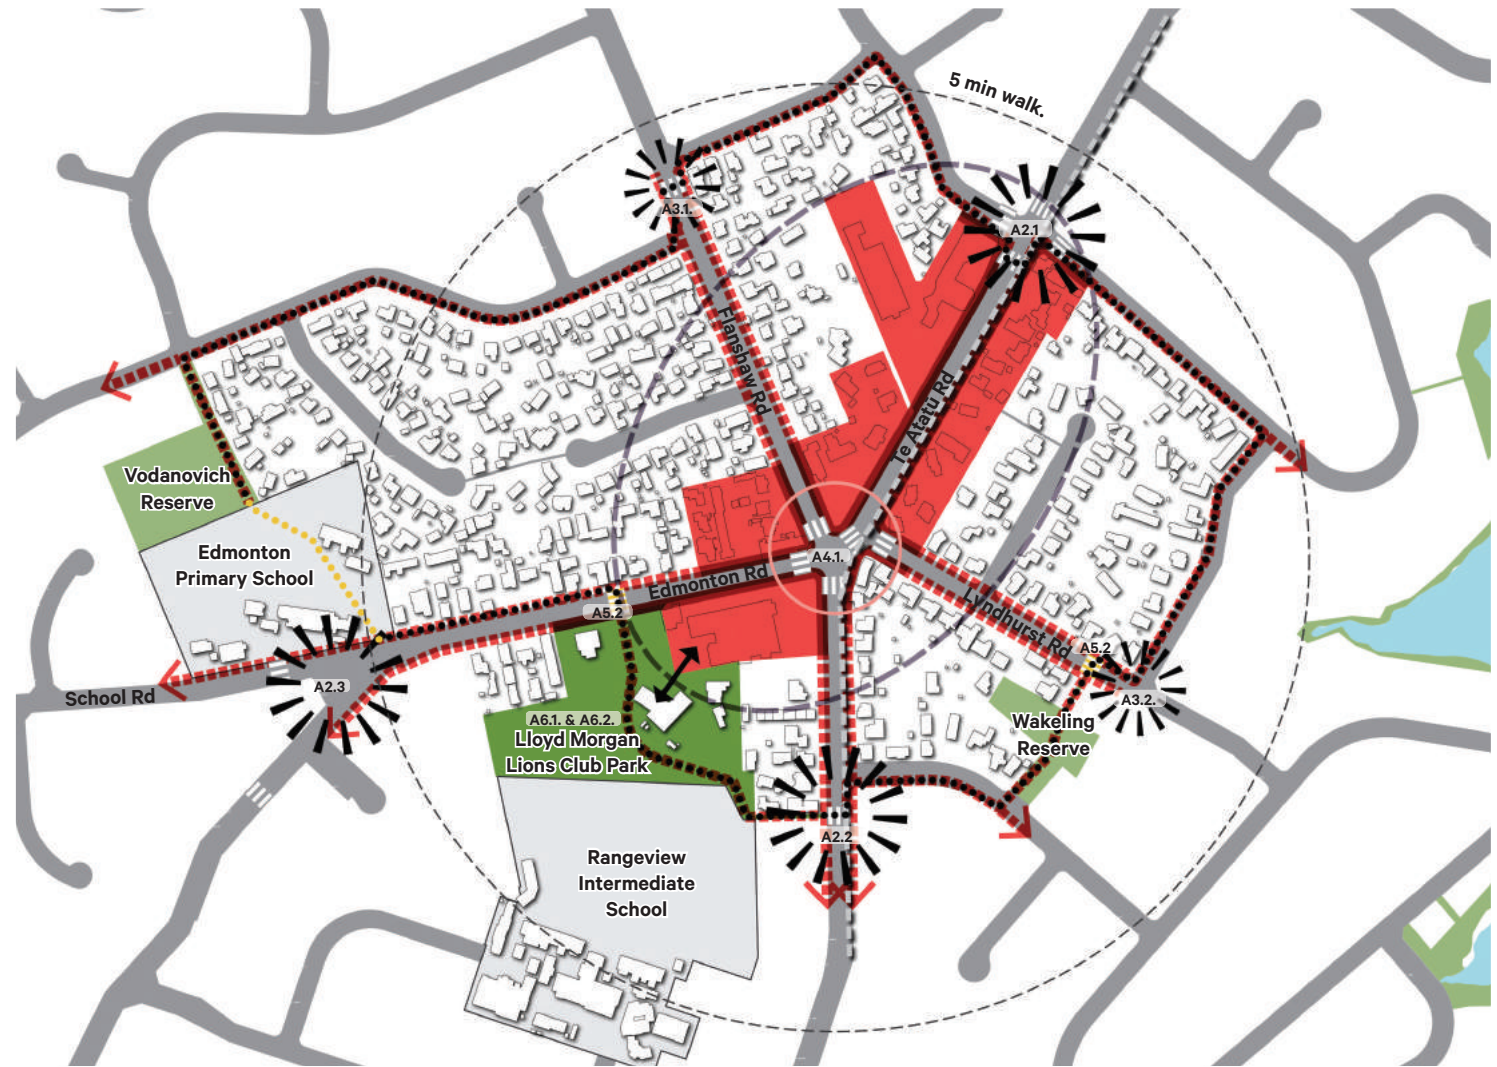 5 min walk.
A3.1.
A2.1
Flanshaw Rd
Te Atatu Rd
Vodanovich
Reserve
Edmonton
Primary School
A4.1.
Edmonton Rd
A5.2
Lyndhurst Rd
A5.2
A2.3
School Rd
A3.2.
A6.1. & A6.2.
Lloyd Morgan
Lions Club Park
Wakeling
Reserve
A2.2
Rangeview
Intermediate
School